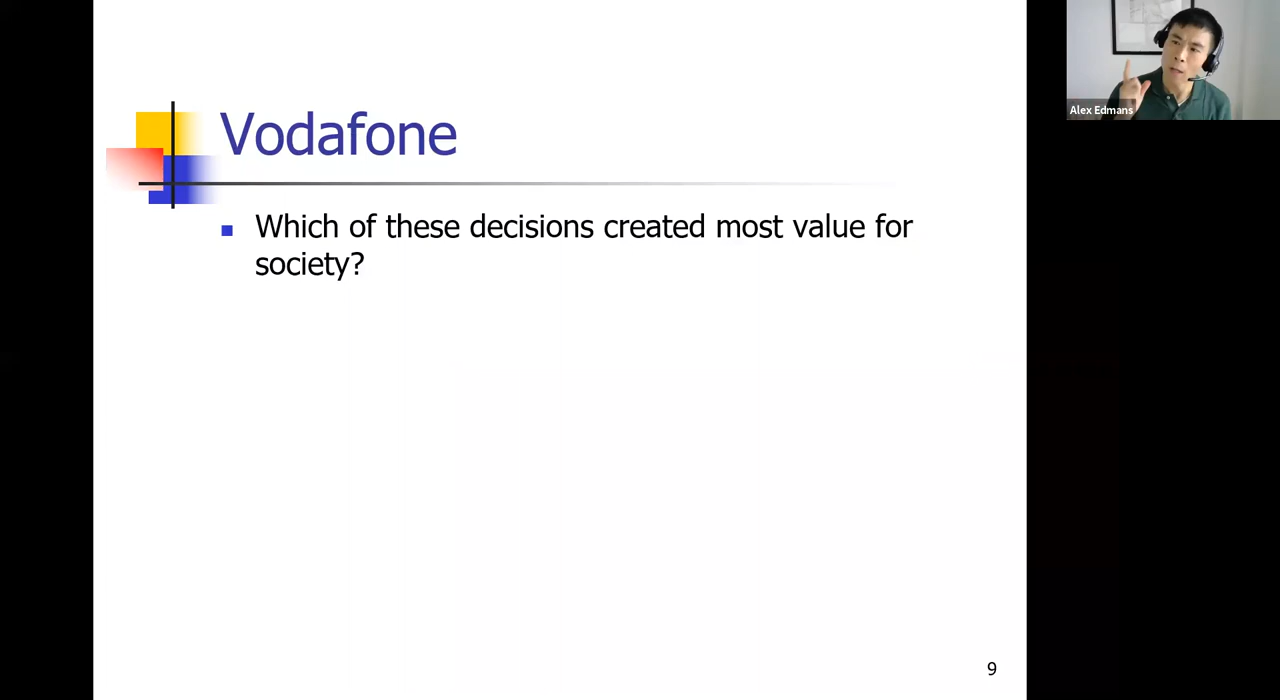 Alex Edmans
Vodafone
Which of these decisions created most value for
society?
9